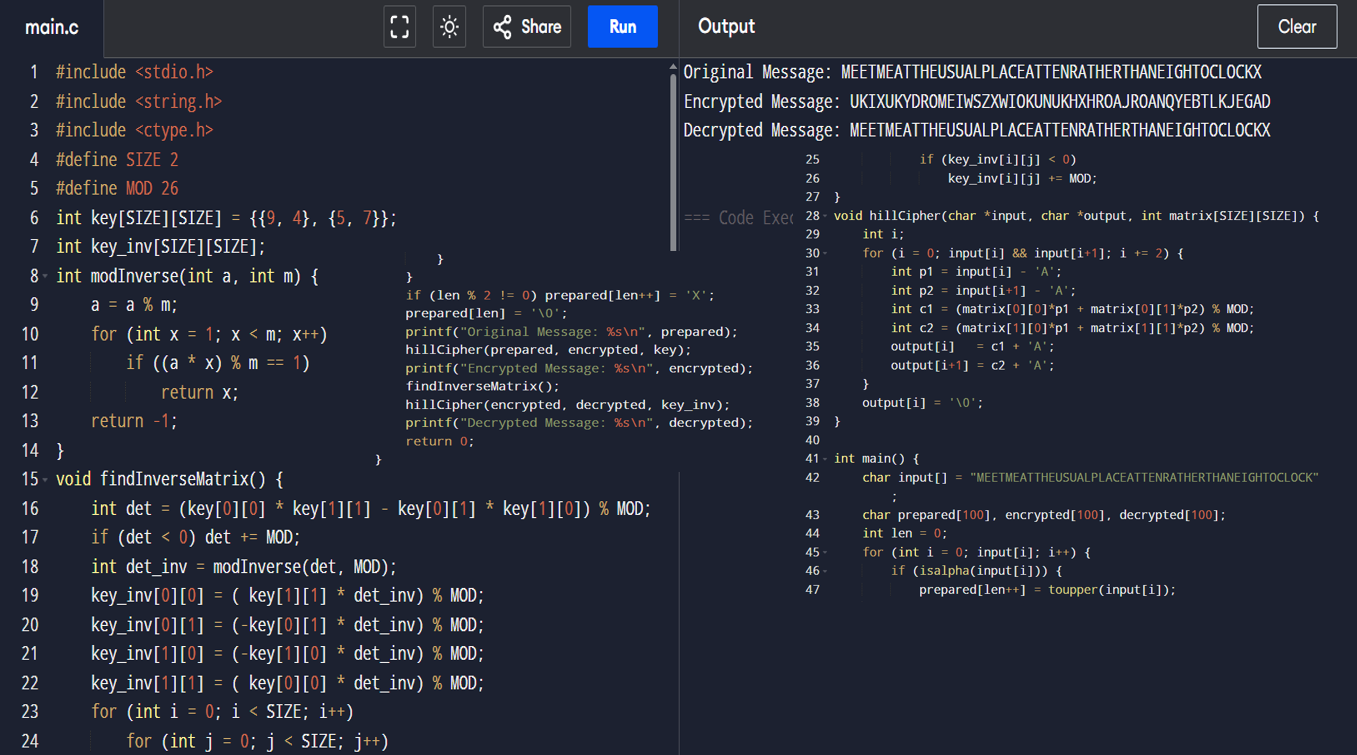 main.c
Share
Run
Output
Clear
1 #include <stdio.h>
2 #include <string.h>
3 #include <ctype.h>
4 #define SIZE 2
5 #define MOD 26
6 int key[SIZE][SIZE] = {{9, 4}, {5, 7}};
7 int key_inv[SIZE][SIZE];
8 int modInverse(int a, int m) {
9     a = a % m;
10     for (int x = 1; x < m; x++)
11         if ((a * x) % m == 1)
12             return x;
13     return -1;
14 }
15 void findInverseMatrix() {
16     int det = (key[0][0] * key[1][1] - key[0][1] * key[1][0]) % MOD;
17     if (det < 0) det += MOD;
18     int det_inv = modInverse(det, MOD);
19     key_inv[0][0] = ( key[1][1] * det_inv) % MOD;
20     key_inv[0][1] = (-key[0][1] * det_inv) % MOD;
21     key_inv[1][0] = (-key[1][0] * det_inv) % MOD;
22     key_inv[1][1] = ( key[0][0] * det_inv) % MOD;
23     for (int i = 0; i < SIZE; i++)
24         for (int j = 0; j < SIZE; j++)
25             if (key_inv[i][j] < 0)
26                 key_inv[i][j] += MOD;
27 }
28 void hillCipher(char *input, char *output, int matrix[SIZE][SIZE]) {
29     int i;
30     for (i = 0; input[i] && input[i+1]; i += 2) {
31         int p1 = input[i] - 'A';
32         int p2 = input[i+1] - 'A';
33         int c1 = (matrix[0][0]*p1 + matrix[0][1]*p2) % MOD;
34         int c2 = (matrix[1][0]*p1 + matrix[1][1]*p2) % MOD;
35         output[i]   = c1 + 'A';
36         output[i+1] = c2 + 'A';
37     }
38     output[i] = '\0';
39 }
40
41 int main() {
42     char input[] = "MEETMEATTHEUSUALPLACEATTENRATHERTHANEIGHTOCLOCK"
;
43     char prepared[100], encrypted[100], decrypted[100];
44     int len = 0;
45     for (int i = 0; input[i]; i++) {
46         if (isalpha(input[i])) {
47             prepared[len++] = toupper(input[i]);
}
}
if (len % 2 != 0) prepared[len++] = 'X';
prepared[len] = '\0';
printf("Original Message: %s\n", prepared);
hillCipher(prepared, encrypted, key);
printf("Encrypted Message: %s\n", encrypted);
findInverseMatrix();
hillCipher(encrypted, decrypted, key_inv);
printf("Decrypted Message: %s\n", decrypted);
return 0;
}
Original Message: MEETMEATTHEUSUALPLACEATTENRATHERTHANEIGHTOCLOCKX
Encrypted Message: UKIXUKYDROMEIWSZXWIOKUNUKHXHROAJROANQYEBTLKJEGAD
Decrypted Message: MEETMEATTHEUSUALPLACEATTENRATHERTHANEIGHTOCLOCKX
=== Code Exec